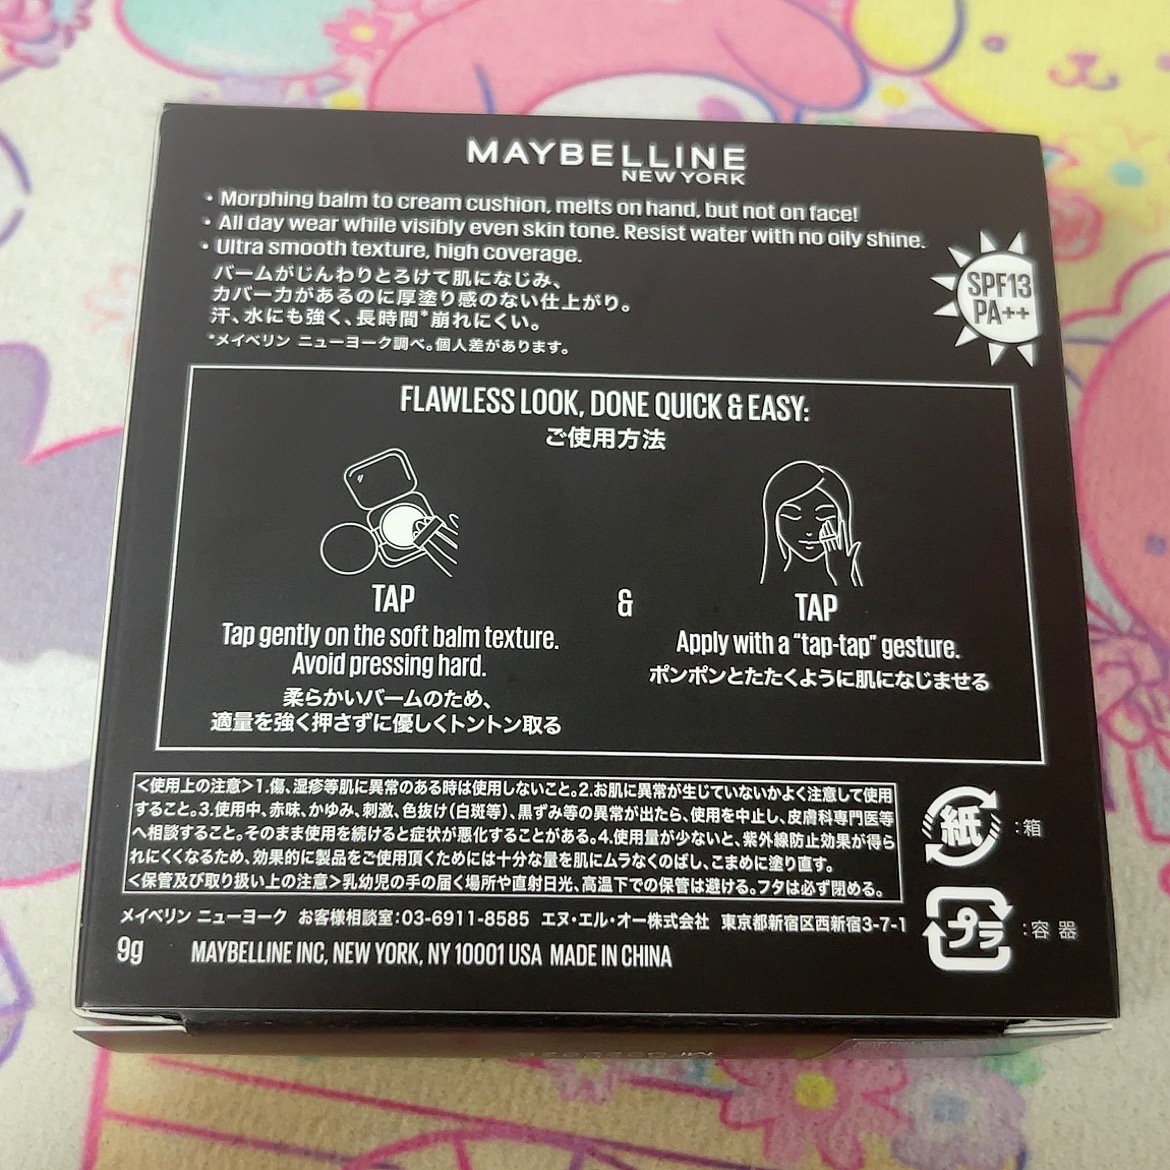 MAYBELLINE
NEW YORK
• Morphing balm to cream cushion, melts on hand, but not on face!
• All day wear while visibly even skin tone. Resist water with no oily shine.
• Ultra smooth texture, high coverage.
バームがじんわりとろけて肌になじみ、
カバー力があるのに厚塗り感のない仕上がり。
汗、水にも強く、長時間*崩れにくい。
*メイベリン ニューヨーク調べ。個人差があります。
SPF13
PA++
FLAWLESS LOOK, DONE QUICK & EASY:
ご使用方法
TAP
Tap gently on the soft balm texture.
Avoid pressing hard.
柔らかいバームのため、
適量を強く押さずに優しくトントン取る
&
TAP
Apply with a "tap-tap" gesture.
ポンポンとたたくように肌になじませる
<使用上の注意>1.傷、湿疹等肌に異常のある時は使用しないこと。2.お肌に異常が生じていないかよく注意して使用
すること。3.使用中、赤味、かゆみ、刺激、色抜け(白斑等)、黒ずみ等の異常が出たら、使用を中止し、皮膚科専門医等
へ相談すること。そのまま使用を続けると症状が悪化することがある。4.使用量が少ないと、紫外線防止効果が得ら
れにくくなるため、効果的に製品をご使用頂くためには十分な量を肌にムラなくのばし、こまめに塗り直す。
<保管及び取り扱い上の注意>乳幼児の手の届く場所や直射日光、高温下での保管は避ける。フタは必ず閉める。
紙 :箱
プラ :容器
メイベリン ニューヨーク お客様相談室:03-6911-8585 エヌ・エル・オー株式会社 東京都新宿区西新宿3-7-1
9g MAYBELLINE INC, NEW YORK, NY 10001 USA MADE IN CHINA